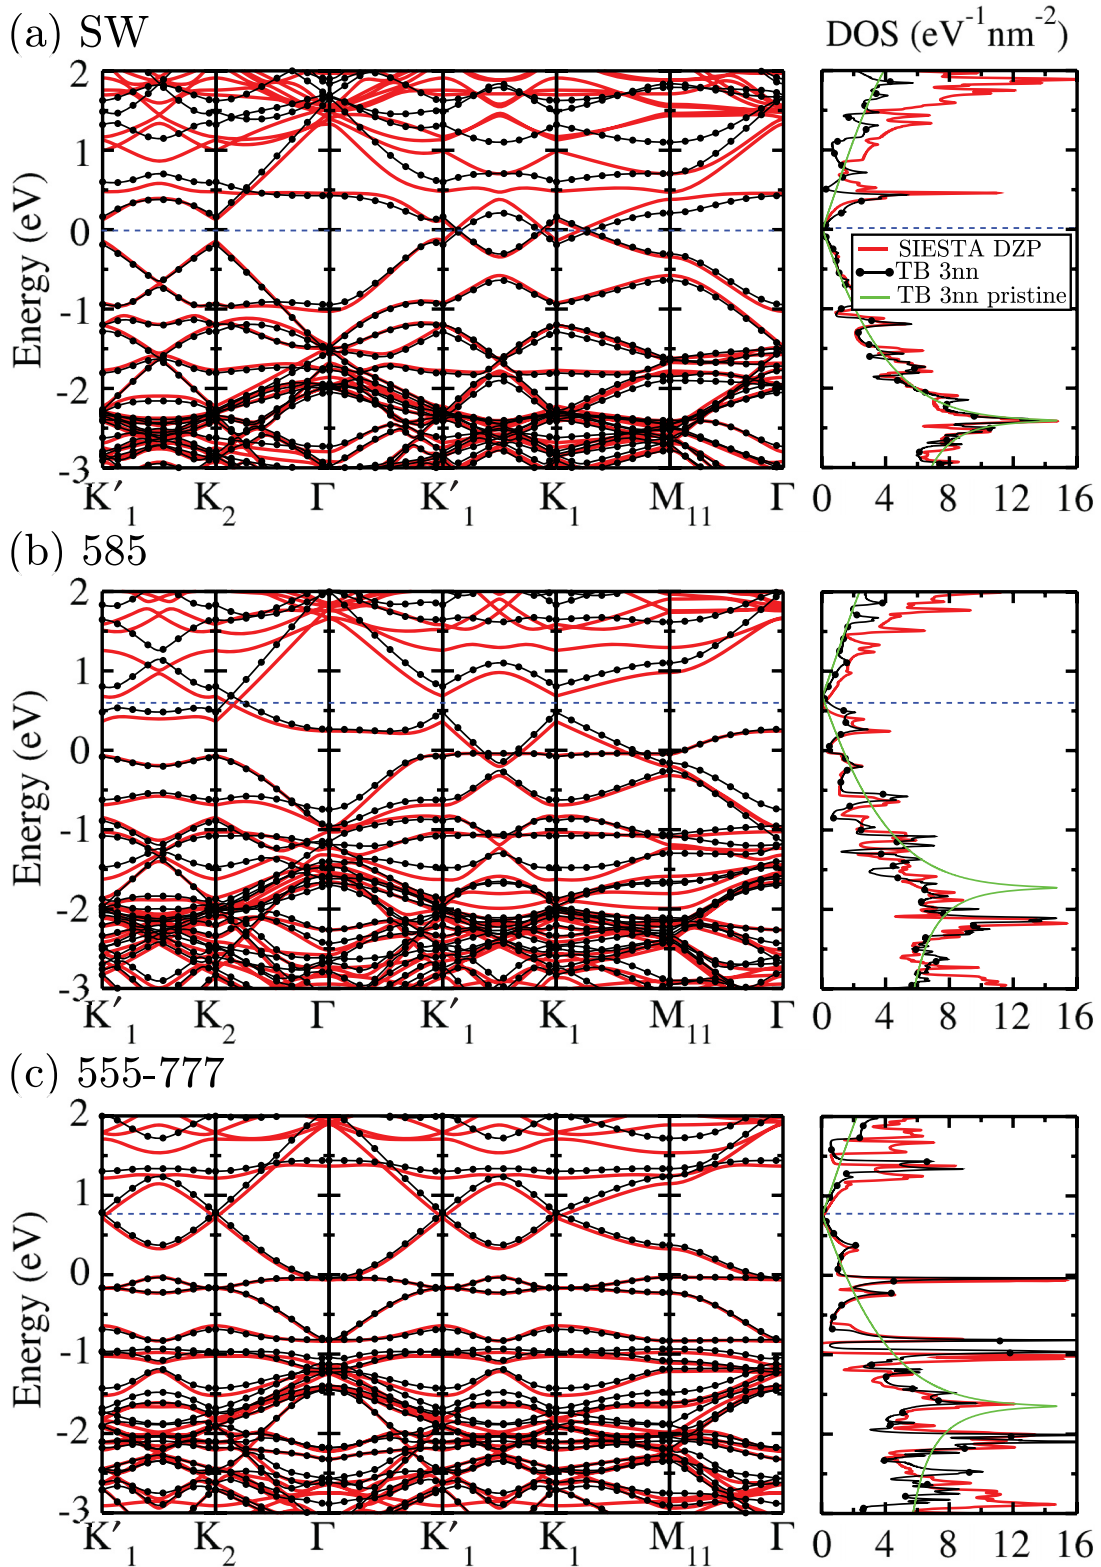 (a) SW
DOS (eV⁻¹nm⁻²)
Energy (eV)
2
1
0
-1
-2
-3
K′₁ K₂ Γ K′₁ K₁ M₁₁ Γ
SIESTA DZP
TB 3nn
TB 3nn pristine
0 4 8 12 16
(b) 585
Energy (eV)
2
1
0
-1
-2
-3
K′₁ K₂ Γ K′₁ K₁ M₁₁ Γ
0 4 8 12 16
(c) 555-777
Energy (eV)
2
1
0
-1
-2
-3
K′₁ K₂ Γ K′₁ K₁ M₁₁ Γ
0 4 8 12 16